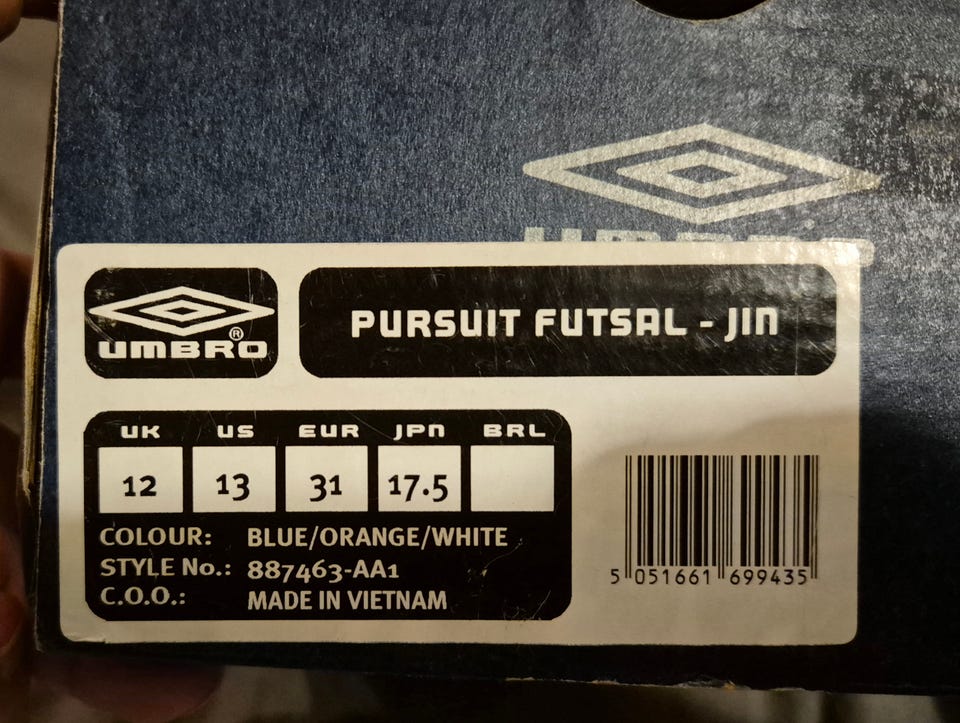 UMBRO
UMBRO®
PURSUIT FUTSAL - JIN
UK US EUR JPN BRL
12 13 31 17.5
COLOUR: BLUE/ORANGE/WHITE
STYLE No.: 887463-AA1
C.O.O.: MADE IN VIETNAM
5 051661 699435